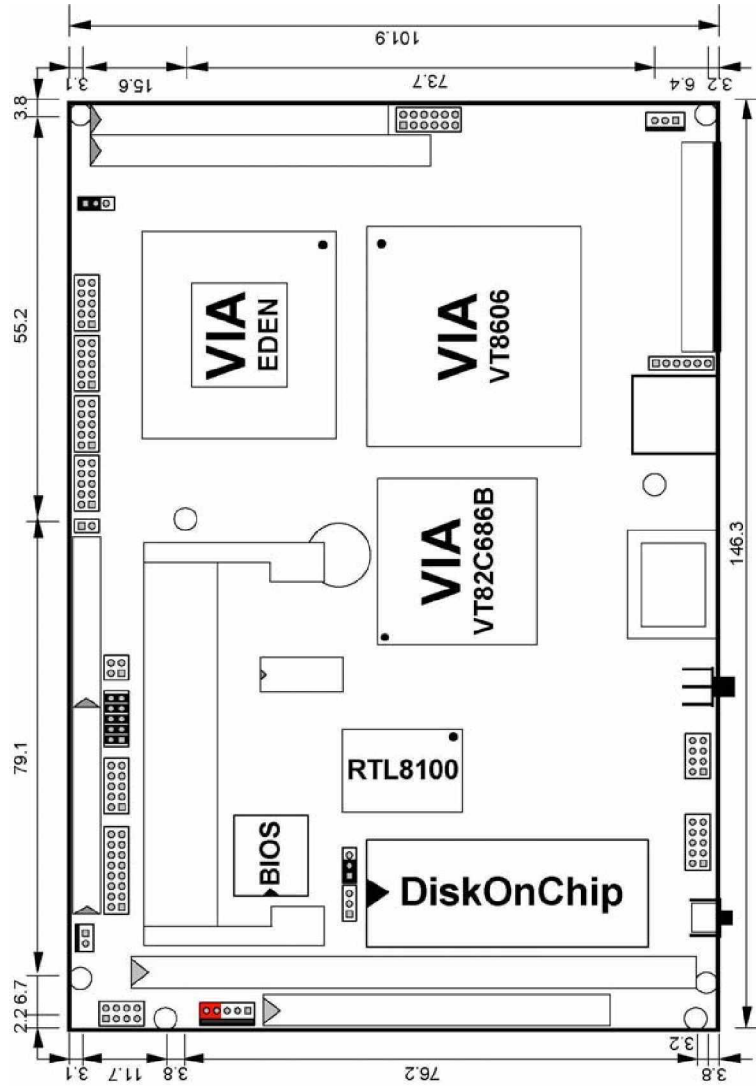 101.9
3.1
15.6
73.7
6.4
3.2
3.8
55.2
VIA
EDEN
VIA
VT8606
VIA
VT82C686B
146.3
79.1
RTL8100
BIOS
DiskOnChip
6.7
2.2
3.1
11.7
3.8
76.2
3.2
3.8